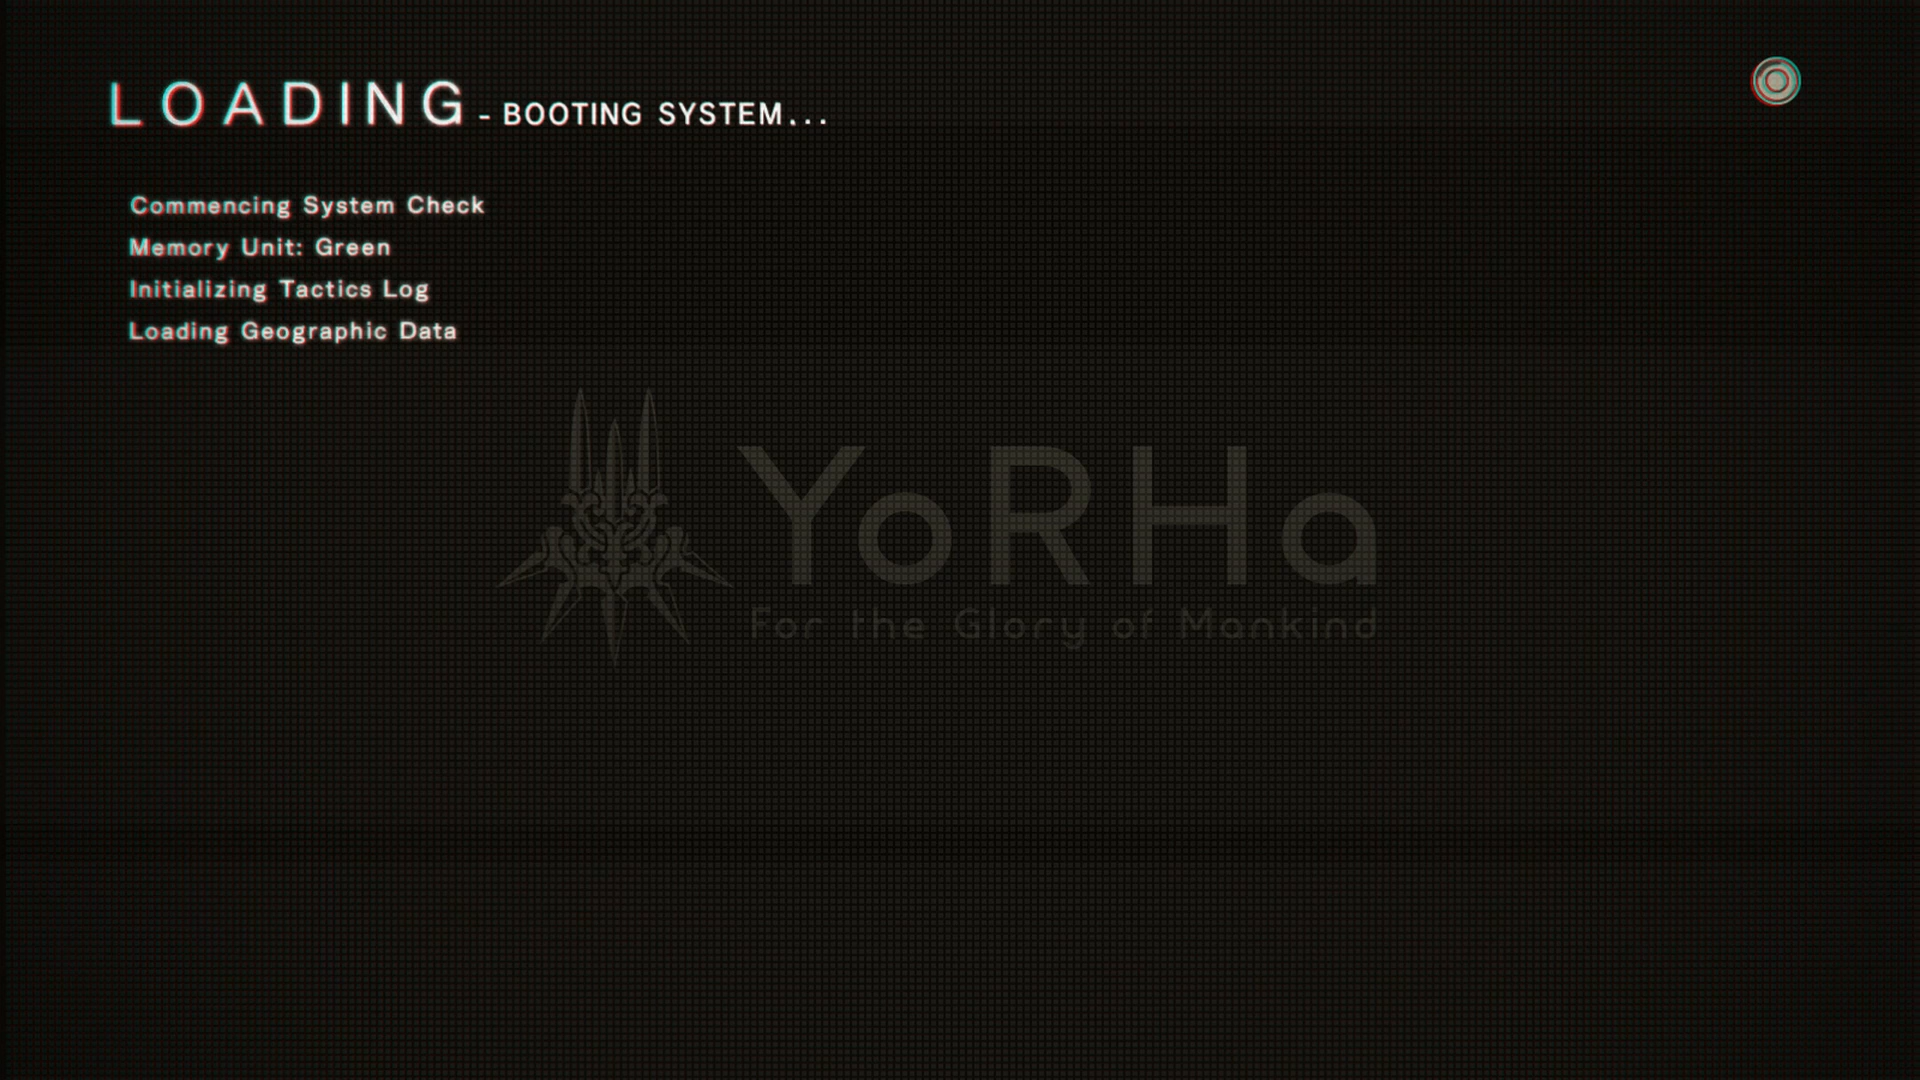 LOADING - BOOTING SYSTEM...
Commencing System Check
Memory Unit: Green
Initializing Tactics Log
Loading Geographic Data
YoRHa
For the Glory of Mankind